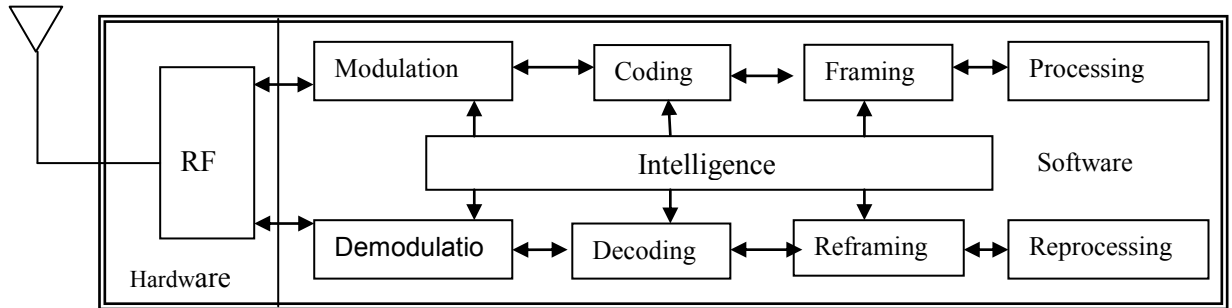 Modulation
Coding
Framing
Processing
RF
Intelligence
Software
Demodulatio
Decoding
Reframing
Reprocessing
Hardware